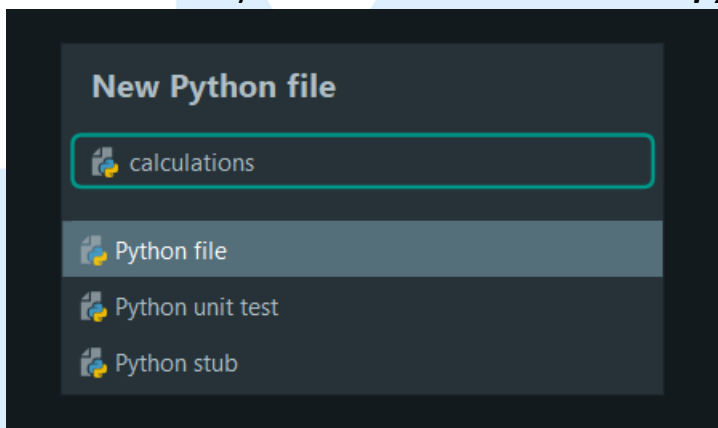 New Python file
calculations
Python file
Python unit test
Python stub